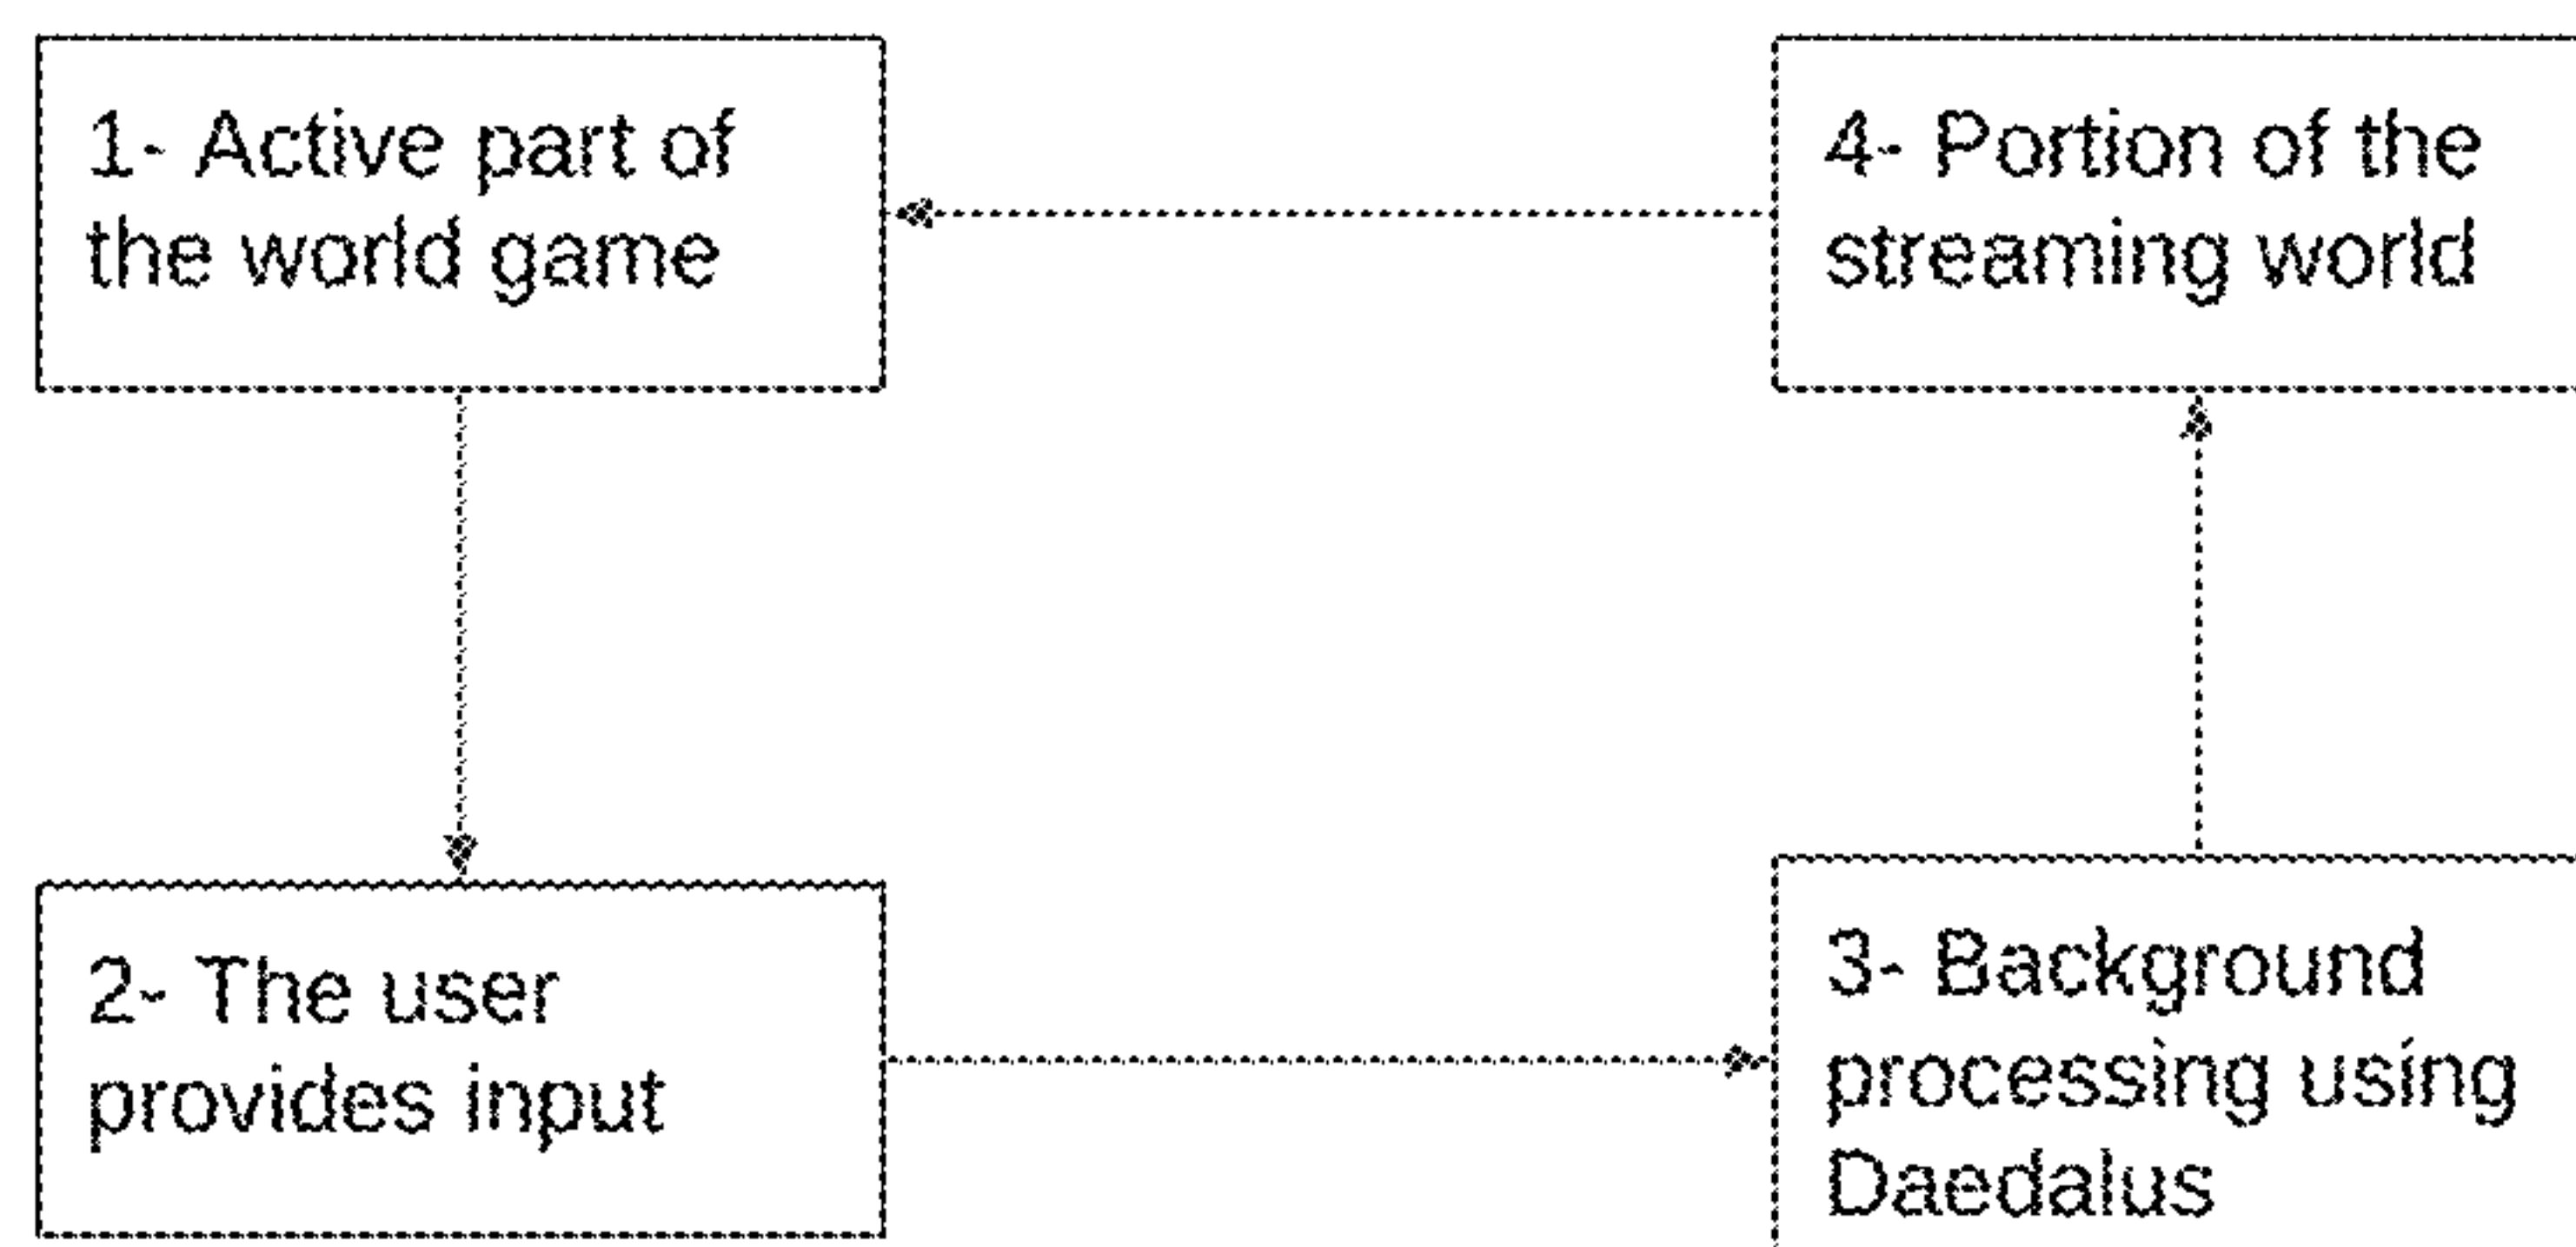 1- Active part of
the world game
4- Portion of the
streaming world
2- The user
provides input
3- Background
processing using
Daedalus